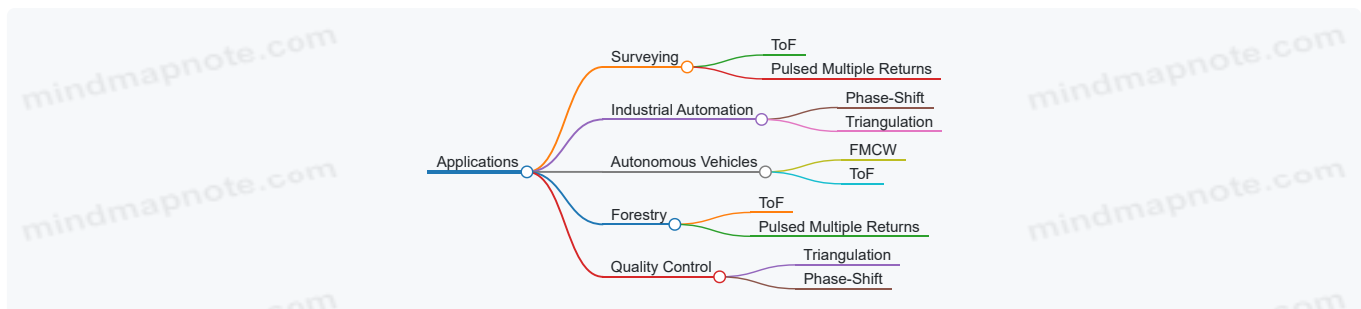 mindmapnote.com
mindmapnote.com
Applications
Surveying
ToF
Pulsed Multiple Returns
Industrial Automation
Phase-Shift
Triangulation
Autonomous Vehicles
FMCW
ToF
Forestry
ToF
Pulsed Multiple Returns
Quality Control
Triangulation
Phase-Shift
mindmapnote.com
mindmapnote.com